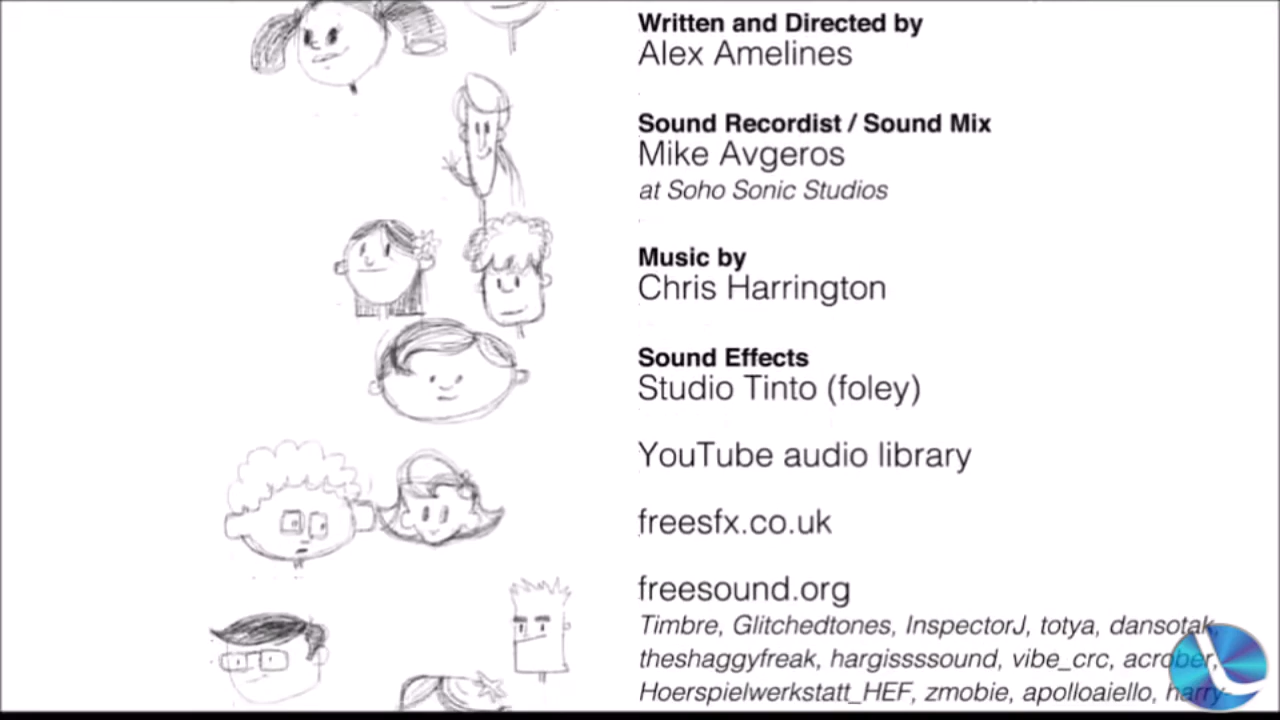 Written and Directed by
Alex Amelines
Sound Recordist / Sound Mix
Mike Avgeros
at Soho Sonic Studios
Music by
Chris Harrington
Sound Effects
Studio Tinto (foley)
YouTube audio library
freesfx.co.uk
freesound.org
Timbre, Glitchedtones, InspectorJ, totya, dansotak,
theshaggyfreak, hargissssound, vibe_crc, acrober,
Hoerspielwerkstatt_HEF, zmobie, apolloaiello, harry-